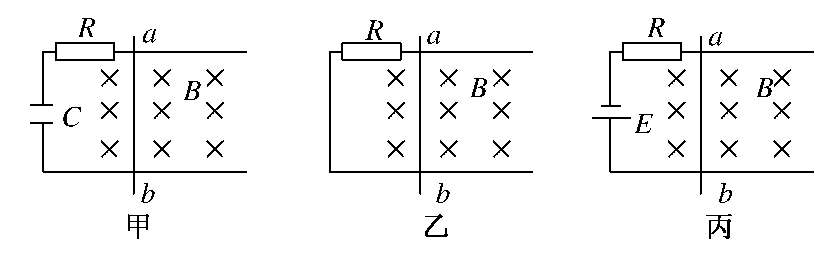 R a R a R a
B B B
C E
b b b
甲 乙 丙